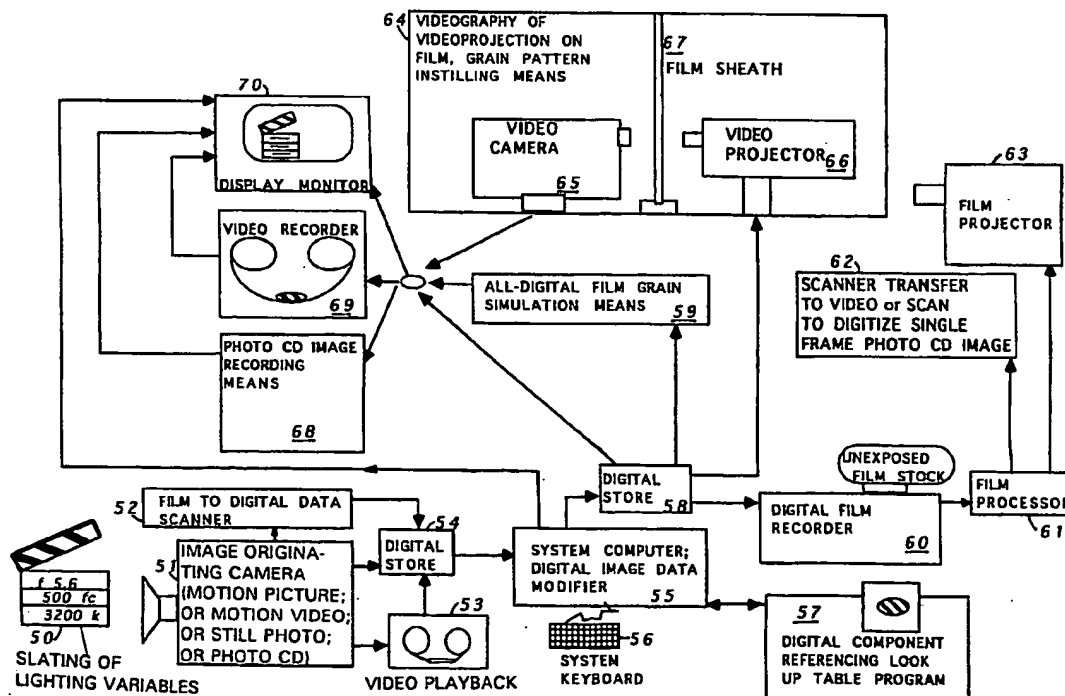 64
VIDEOGRAPHY OF
VIDEOPROJECTION ON
FILM, GRAIN PATTERN
INSTILLING MEANS
67
FILM SHEATH
VIDEO
CAMERA
65
VIDEO
PROJECTOR
66
63
FILM
PROJECTOR
70
DISPLAY MONITOR
VIDEO RECORDER
69
ALL-DIGITAL FILM GRAIN
SIMULATION MEANS
59
62
SCANNER TRANSFER
TO VIDEO or SCAN
TO DIGITIZE SINGLE
FRAME PHOTO CD IMAGE
PHOTO CD IMAGE
RECORDING
MEANS
68
52
FILM TO DIGITAL DATA
SCANNER
54
DIGITAL
STORE
DIGITAL
STORE
58
UNEXPOSED
FILM STOCK
DIGITAL FILM
RECORDER
60
FILM
PROCESSOR
61
f 5.6
500 fc
3200 k
50
SLATING OF
LIGHTING VARIABLES
51
IMAGE ORIGIN-
ATING CAMERA
(MOTION PICTURE;
OR MOTION VIDEO;
OR STILL PHOTO;
OR PHOTO CD)
53
VIDEO PLAYBACK
SYSTEM COMPUTER;
DIGITAL IMAGE DATA
MODIFIER
55
56
SYSTEM
KEYBOARD
57
DIGITAL COMPONENT
REFERENCING LOOK
UP TABLE PROGRAM